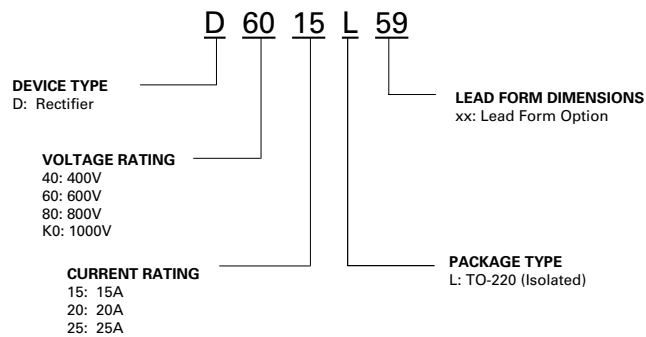 D 60 15 L 59
DEVICE TYPE
D: Rectifier
LEAD FORM DIMENSIONS
xx: Lead Form Option
VOLTAGE RATING
40: 400V
60: 600V
80: 800V
K0: 1000V
PACKAGE TYPE
L: TO-220 (Isolated)
CURRENT RATING
15: 15A
20: 20A
25: 25A